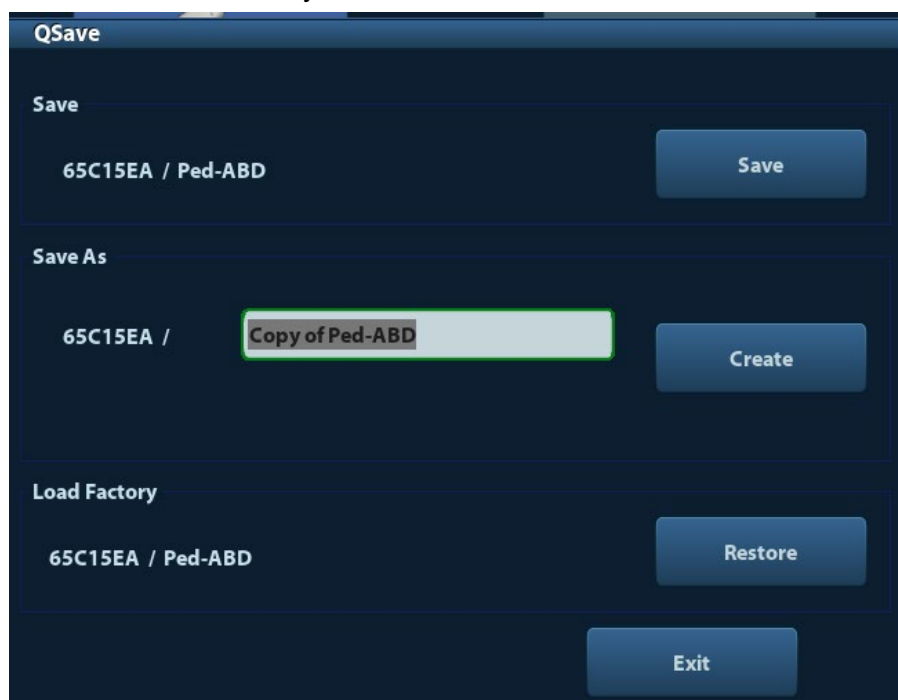 QSave
Save
65C15EA / Ped-ABD
Save
Save As
65C15EA /
Copy of Ped-ABD
Create
Load Factory
65C15EA / Ped-ABD
Restore
Exit